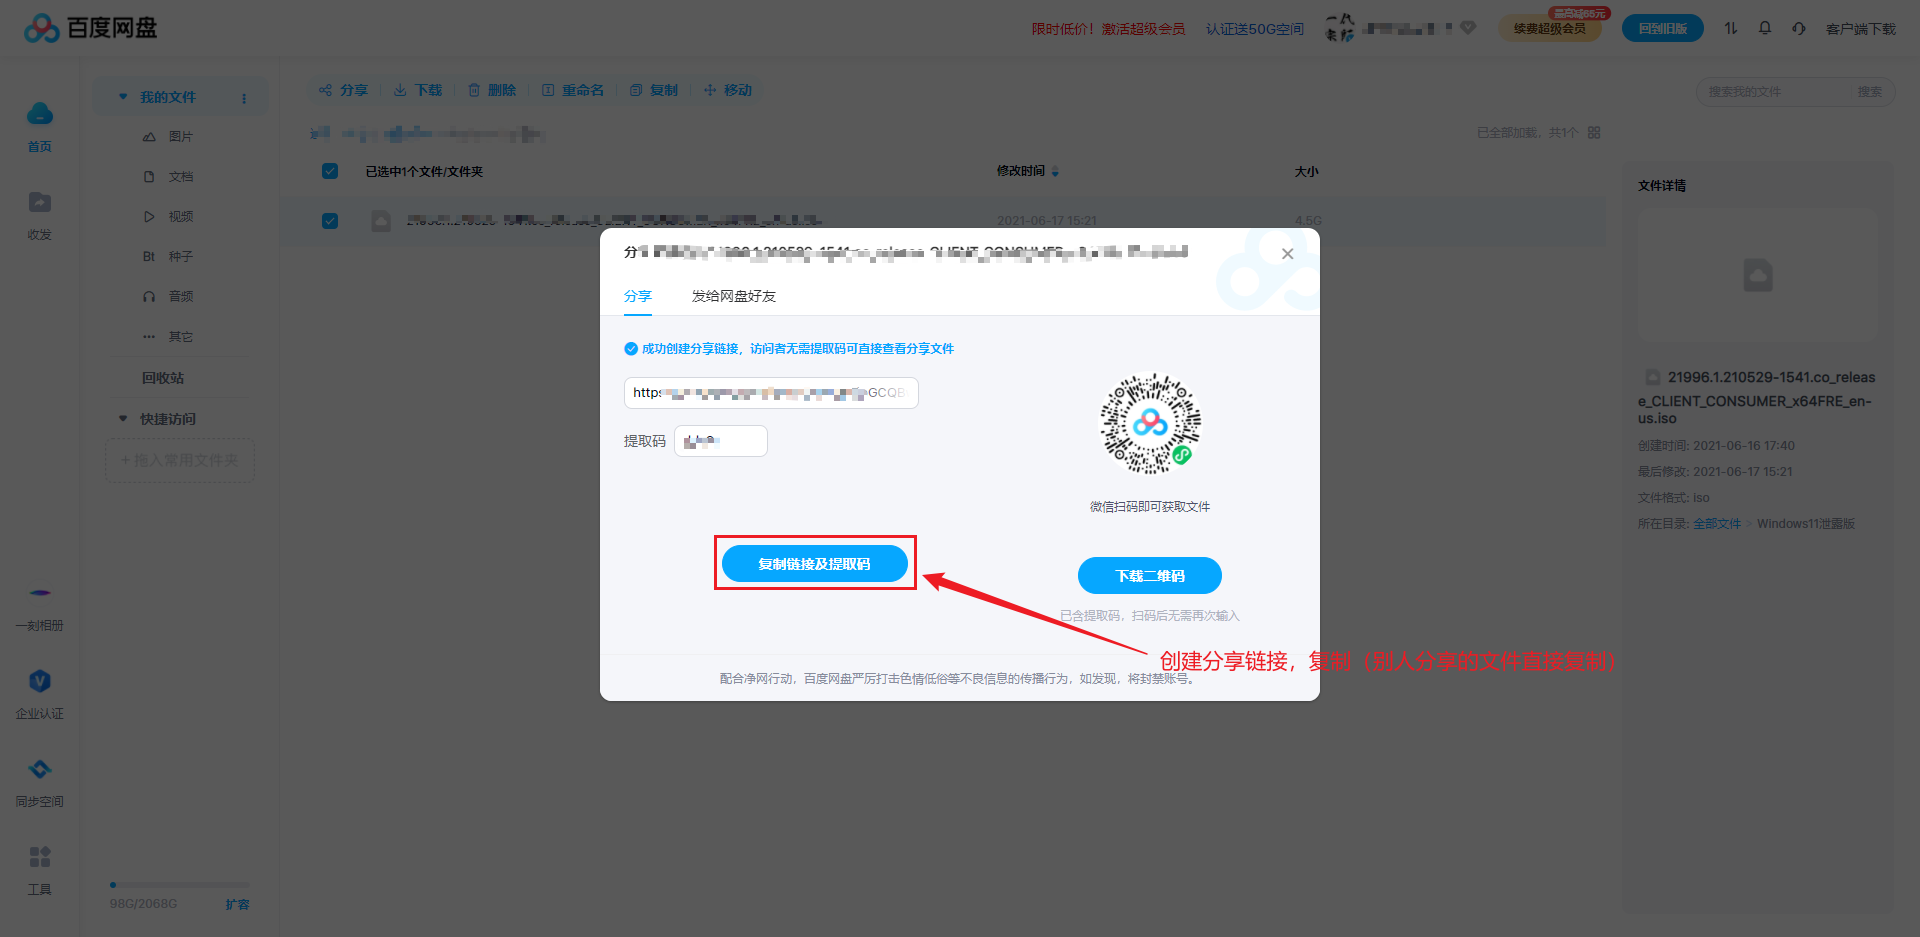 百度网盘
限时低价！激活超级会员
认证送50G空间
最高减65元
续费超级会员
回到旧版
客户端下载
首页
收发
一刻相册
企业认证
同步空间
工具
我的文件
图片
文档
视频
Bt 种子
音频
其它
回收站
快捷访问
+ 拖入常用文件夹
98G/2068G
扩容
分享
下载
删除
重命名
复制
移动
搜索我的文件
搜索
已全部加载，共1个
已选中1个文件/文件夹
修改时间
大小
2021-06-17 15:21
4.5G
分享
发给网盘好友
成功创建分享链接，访问者无需提取码可直接查看分享文件
提取码
复制链接及提取码
微信扫码即可获取文件
下载二维码
已含提取码，扫码后无需再次输入
创建分享链接，复制（别人分享的文件直接复制）
配合净网行动，百度网盘严厉打击色情低俗等不良信息的传播行为，如发现，将封禁账号。
文件详情
21996.1.210529-1541.co_releas
e_CLIENT_CONSUMER_x64FRE_en-
us.iso
创建时间: 2021-06-16 17:40
最后修改: 2021-06-17 15:21
文件格式: iso
所在目录: 全部文件 > Windows11泄露版